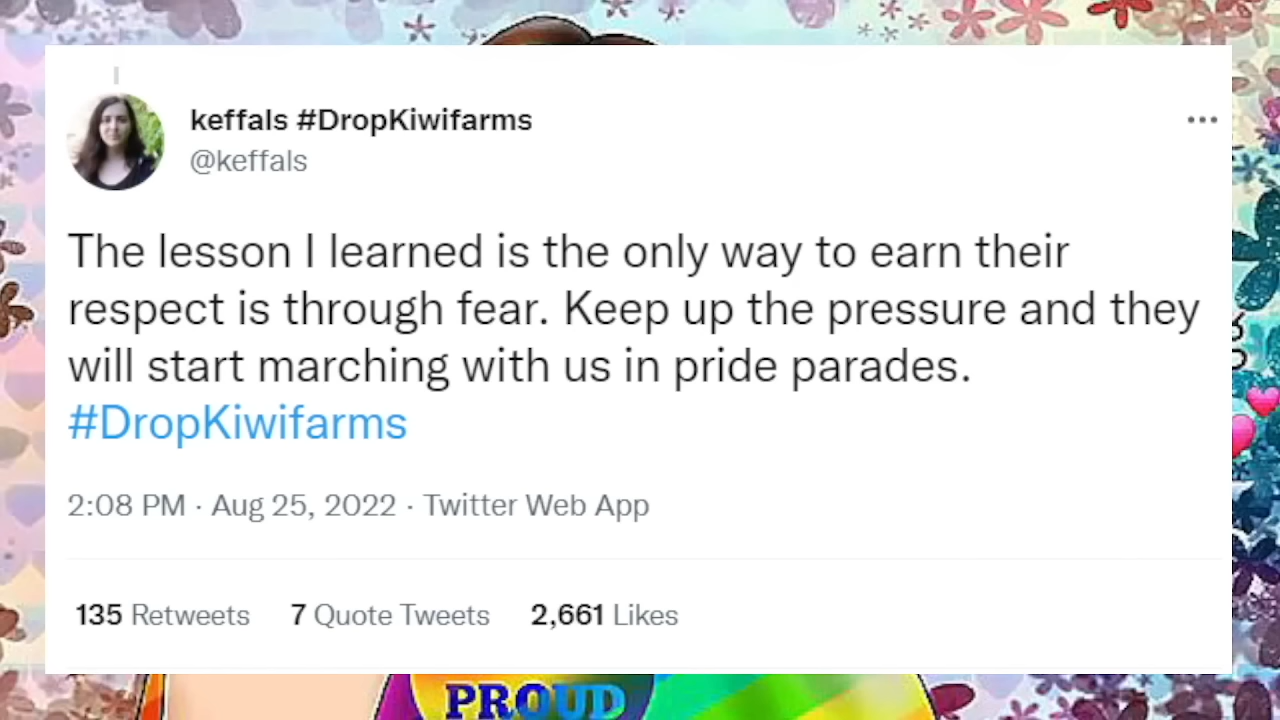 keffals #DropKiwifarms
@keffals
The lesson I learned is the only way to earn their
respect is through fear. Keep up the pressure and they
will start marching with us in pride parades.
#DropKiwifarms
2:08 PM · Aug 25, 2022 · Twitter Web App
135 Retweets 7 Quote Tweets 2,661 Likes
PROUD